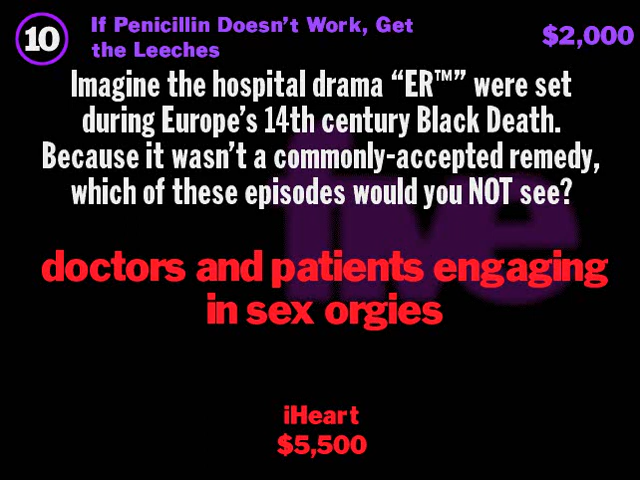 10
If Penicillin Doesn't Work, Get
the Leeches
$2,000
Imagine the hospital drama “ER™” were set
during Europe's 14th century Black Death.
Because it wasn't a commonly-accepted remedy,
which of these episodes would you NOT see?
five
doctors and patients engaging
in sex orgies
iHeart
$5,500